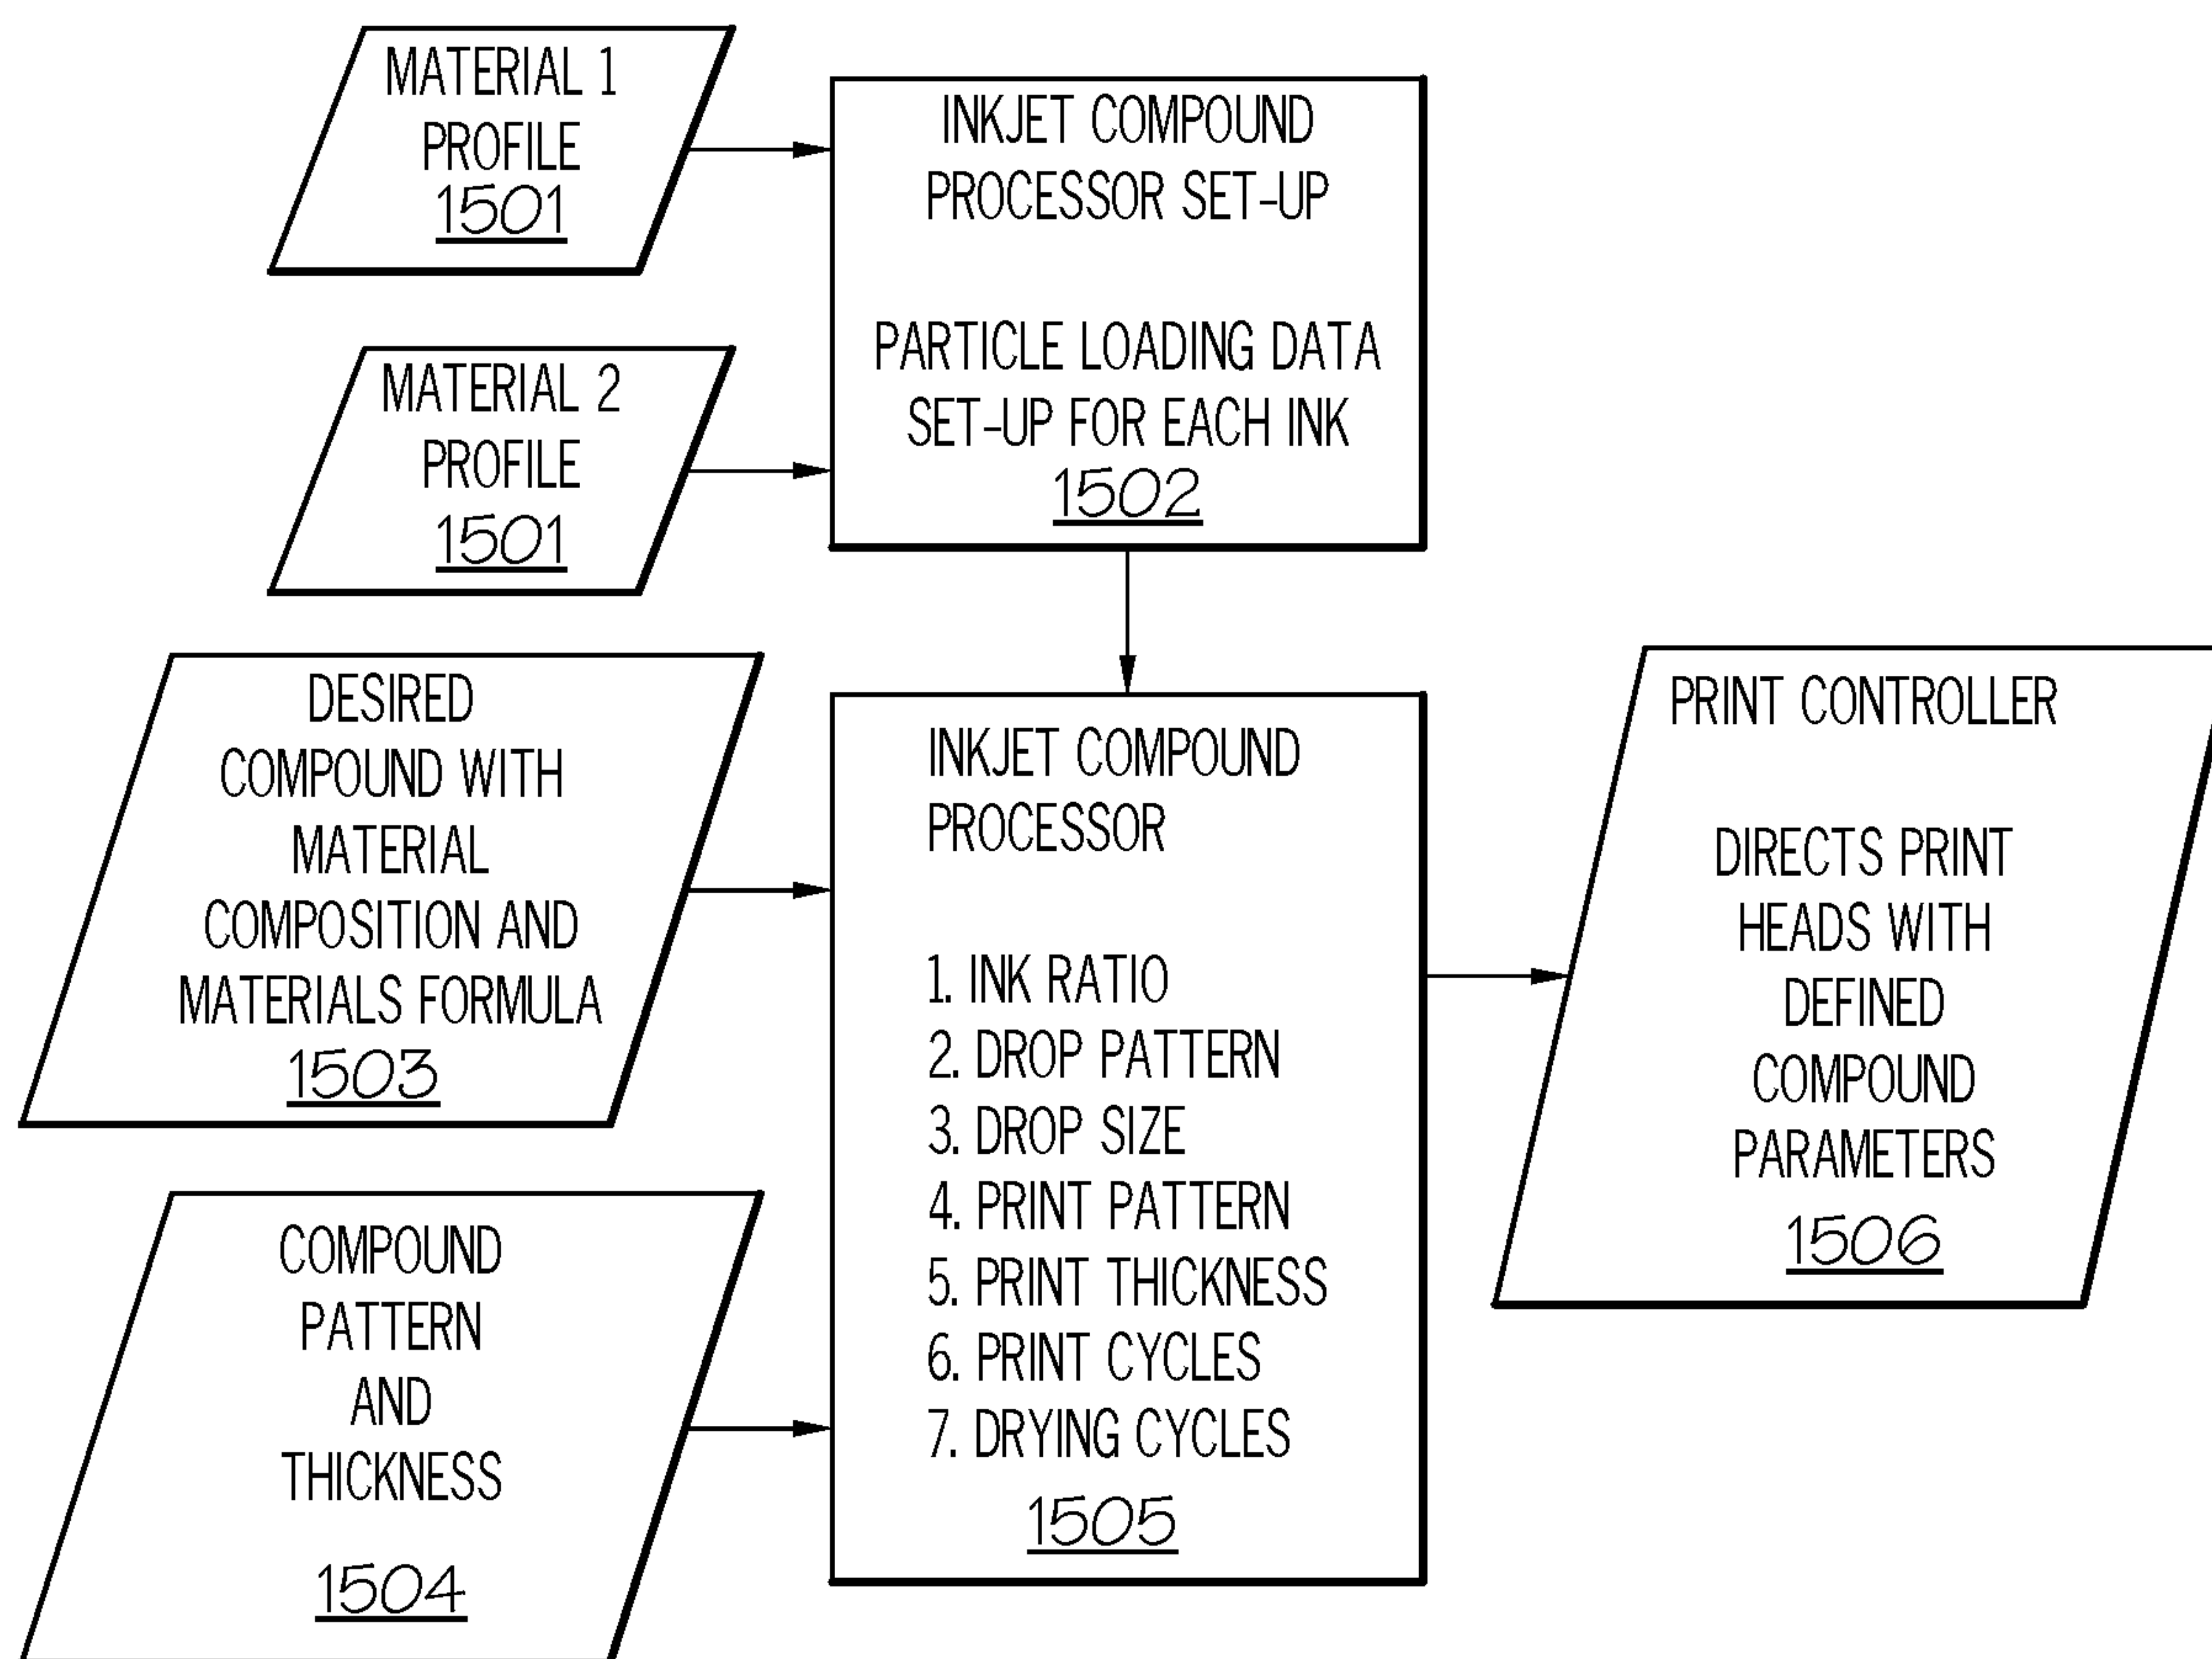 MATERIAL 1
PROFILE
1501
MATERIAL 2
PROFILE
1501
INKJET COMPOUND
PROCESSOR SET-UP
PARTICLE LOADING DATA
SET-UP FOR EACH INK
1502
DESIRED
COMPOUND WITH
MATERIAL
COMPOSITION AND
MATERIALS FORMULA
1503
COMPOUND
PATTERN
AND
THICKNESS
1504
INKJET COMPOUND
PROCESSOR
1. INK RATIO
2. DROP PATTERN
3. DROP SIZE
4. PRINT PATTERN
5. PRINT THICKNESS
6. PRINT CYCLES
7. DRYING CYCLES
1505
PRINT CONTROLLER
DIRECTS PRINT
HEADS WITH
DEFINED
COMPOUND
PARAMETERS
1506